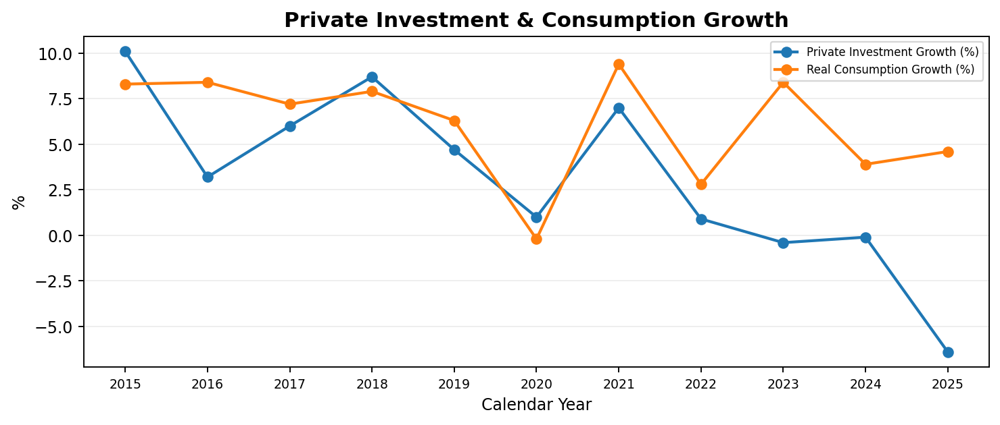 Private Investment & Consumption Growth
Private Investment Growth (%)
Real Consumption Growth (%)
10.0
7.5
5.0
2.5
0.0
−2.5
−5.0
%
2015 2016 2017 2018 2019 2020 2021 2022 2023 2024 2025
Calendar Year